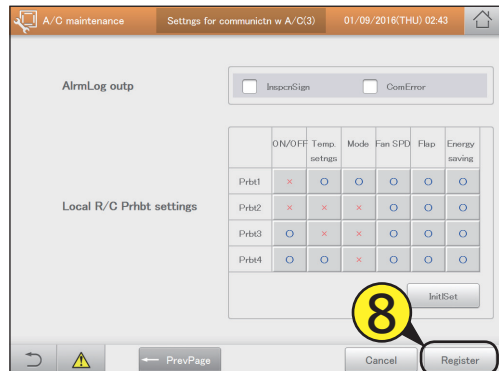 A/C maintenance
Settngs for communictn w A/C(3)
01/09/2016(THU) 02:43
AlrmLog outp
InspcnSign
ComError
ON/OFF Temp. setngs Mode Fan SPD Flap Energy saving
Local R/C Prhbt settings
Prbt1 × O O O O O
Prbt2 × × × O O O
Prbt3 O × × O O O
Prbt4 O O × O O O
InitlSet
8
PrevPage
Cancel
Register